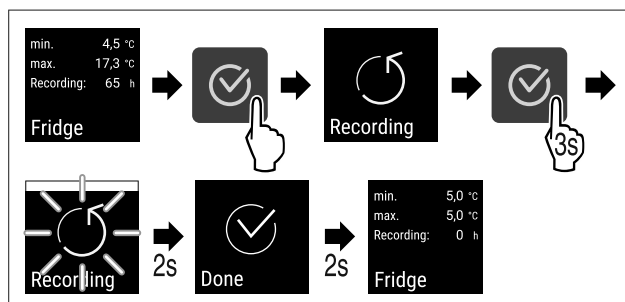 min. 4,5 °C
max. 17,3 °C
Recording: 65 h
Fridge
Recording
3s
Recording
2s
Done
2s
min. 5,0 °C
max. 5,0 °C
Recording: 0 h
Fridge